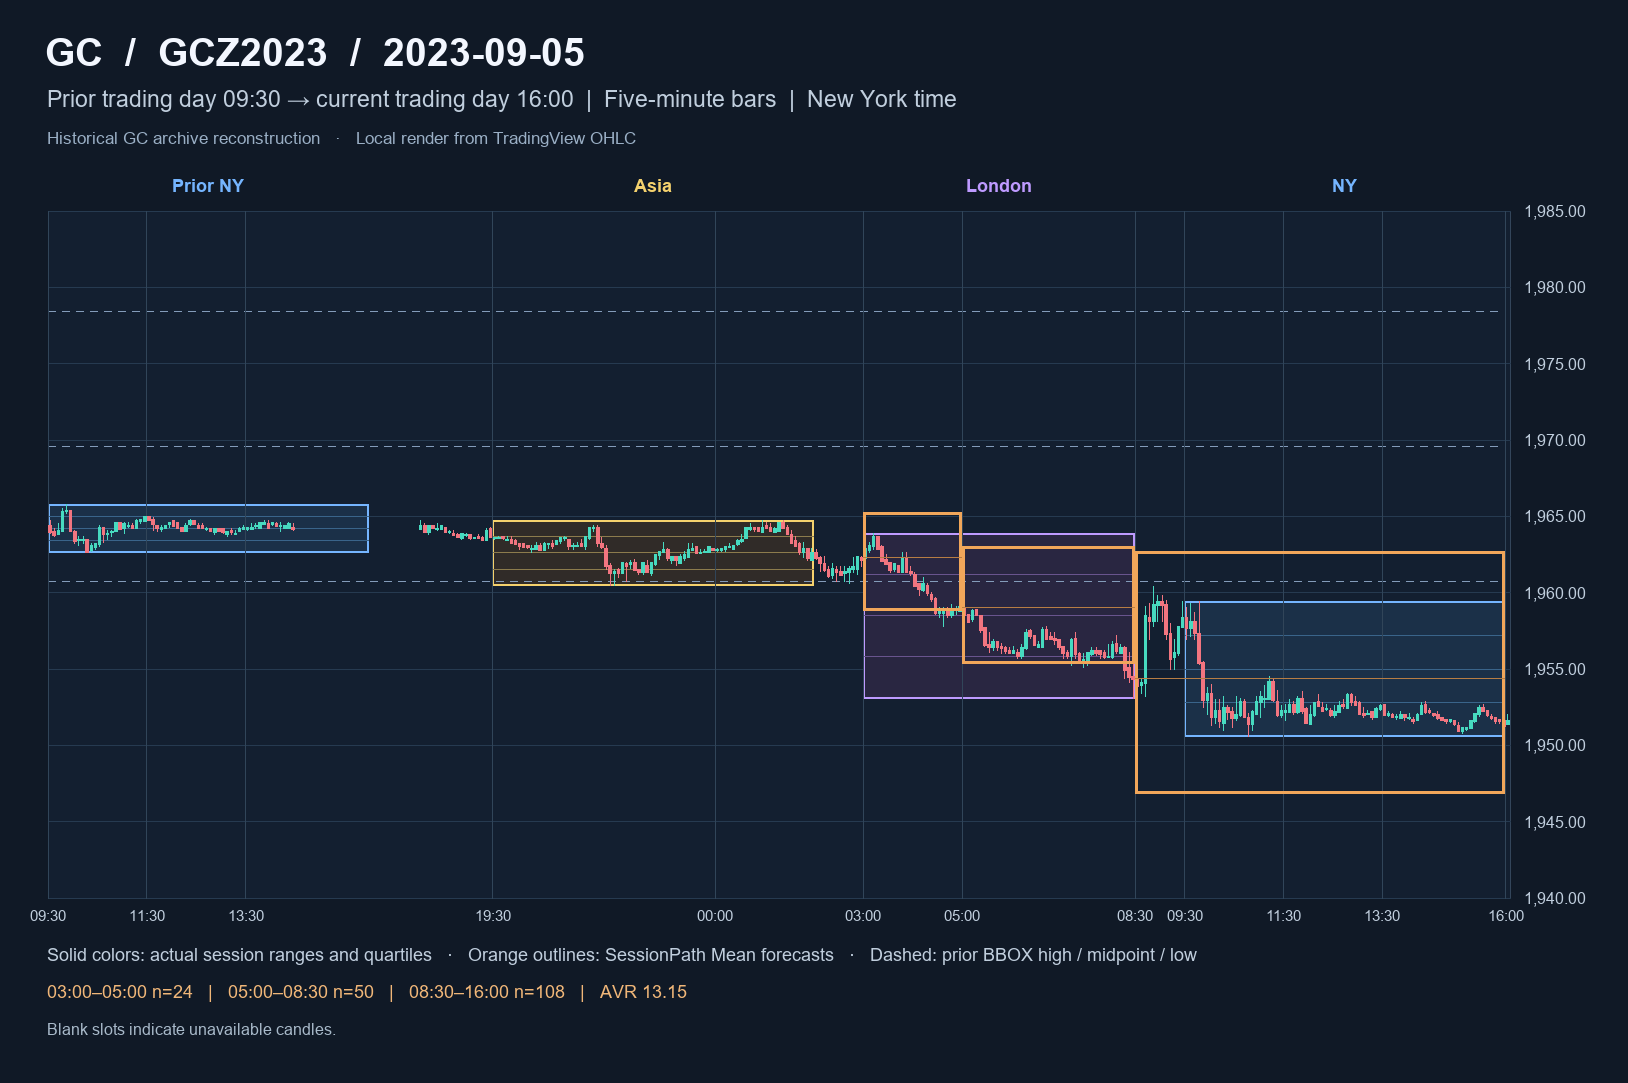 GC / GCZ2023 / 2023-09-05
Prior trading day 09:30 → current trading day 16:00 | Five-minute bars | New York time
Historical GC archive reconstruction · Local render from TradingView OHLC
Prior NY Asia London NY
1,985.00
1,980.00
1,975.00
1,970.00
1,965.00
1,960.00
1,955.00
1,950.00
1,945.00
1,940.00
09:30 11:30 13:30 19:30 00:00 03:00 05:00 08:30 09:30 11:30 13:30 16:00
Solid colors: actual session ranges and quartiles · Orange outlines: SessionPath Mean forecasts · Dashed: prior BBOX high / midpoint / low
03:00–05:00 n=24 | 05:00–08:30 n=50 | 08:30–16:00 n=108 | AVR 13.15
Blank slots indicate unavailable candles.